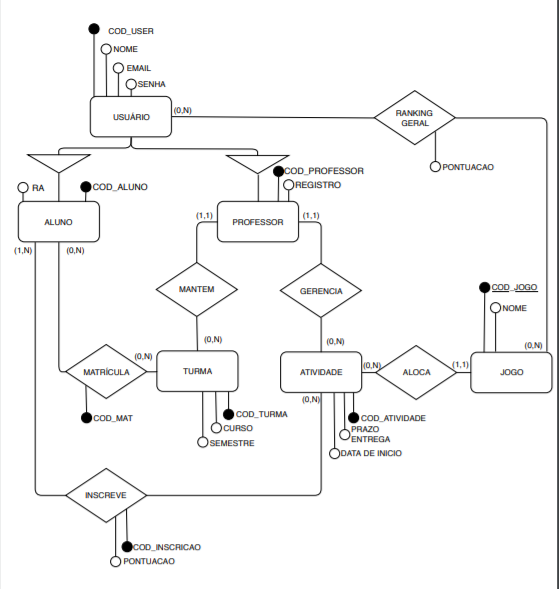 COD_USER
NOME
EMAIL
SENHA
USUÁRIO
(0,N)
RANKING
GERAL
PONTUACAO
RA
COD_ALUNO
COD_PROFESSOR
REGISTRO
ALUNO
PROFESSOR
(1,1)
(1,1)
(1,N)
(0,N)
MANTEM
GERENCIA
COD_JOGO
NOME
(0,N)
(0,N)
(0,N)
MATRÍCULA
(0,N)
TURMA
ATIVIDADE
(0,N)
ALOCA
(1,1)
JOGO
(0,N)
COD_MAT
COD_TURMA
CURSO
SEMESTRE
COD_ATIVIDADE
PRAZO
ENTREGA
DATA DE INICIO
INSCREVE
COD_INSCRICAO
PONTUACAO